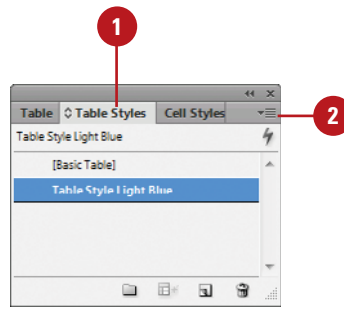 1
Table Table Styles Cell Styles
2
Table Style Light Blue
[Basic Table]
Table Style Light Blue